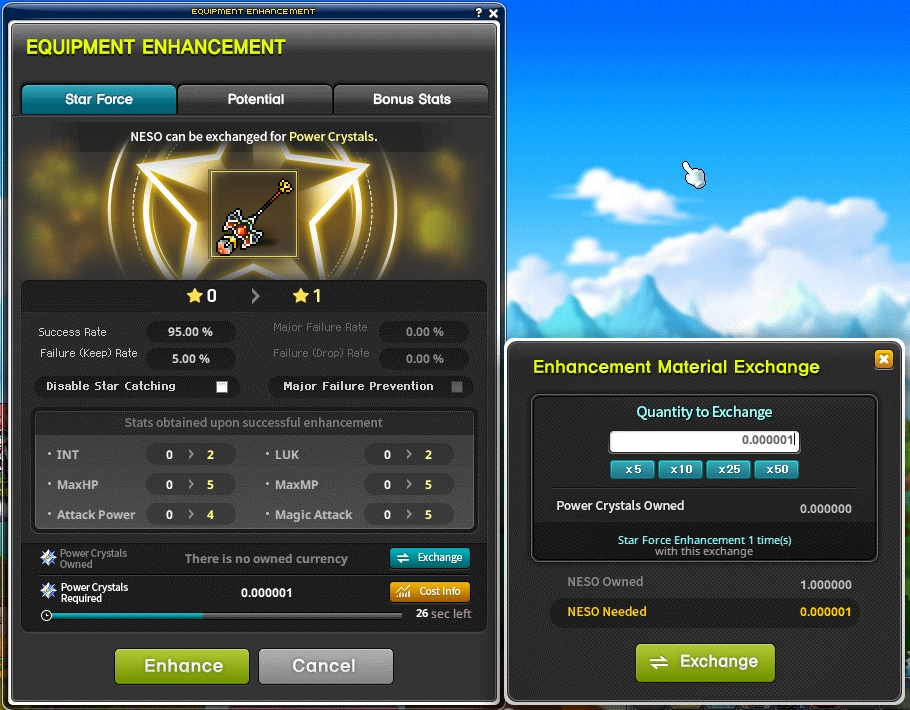 EQUIPMENT ENHANCEMENT
?
EQUIPMENT ENHANCEMENT
Star Force
Potential
Bonus Stats
NESO can be exchanged for Power Crystals.
0 > 1
Success Rate 95.00 %
Major Failure Rate 0.00 %
Failure (Keep) Rate 5.00 %
Failure (Drop) Rate 0.00 %
Disable Star Catching
Major Failure Prevention
Stats obtained upon successful enhancement
· INT 0 > 2
· LUK 0 > 2
· MaxHP 0 > 5
· MaxMP 0 > 5
· Attack Power 0 > 4
· Magic Attack 0 > 5
Power Crystals
Owned
There is no owned currency
Exchange
Power Crystals
Required
0.000001
Cost Info
26 sec left
Enhance
Cancel
Enhancement Material Exchange
Quantity to Exchange
0.000001
x 5
x 10
x 25
x 50
Power Crystals Owned 0.000000
Star Force Enhancement 1 time(s)
with this exchange
NESO Owned 1.000000
NESO Needed 0.000001
Exchange